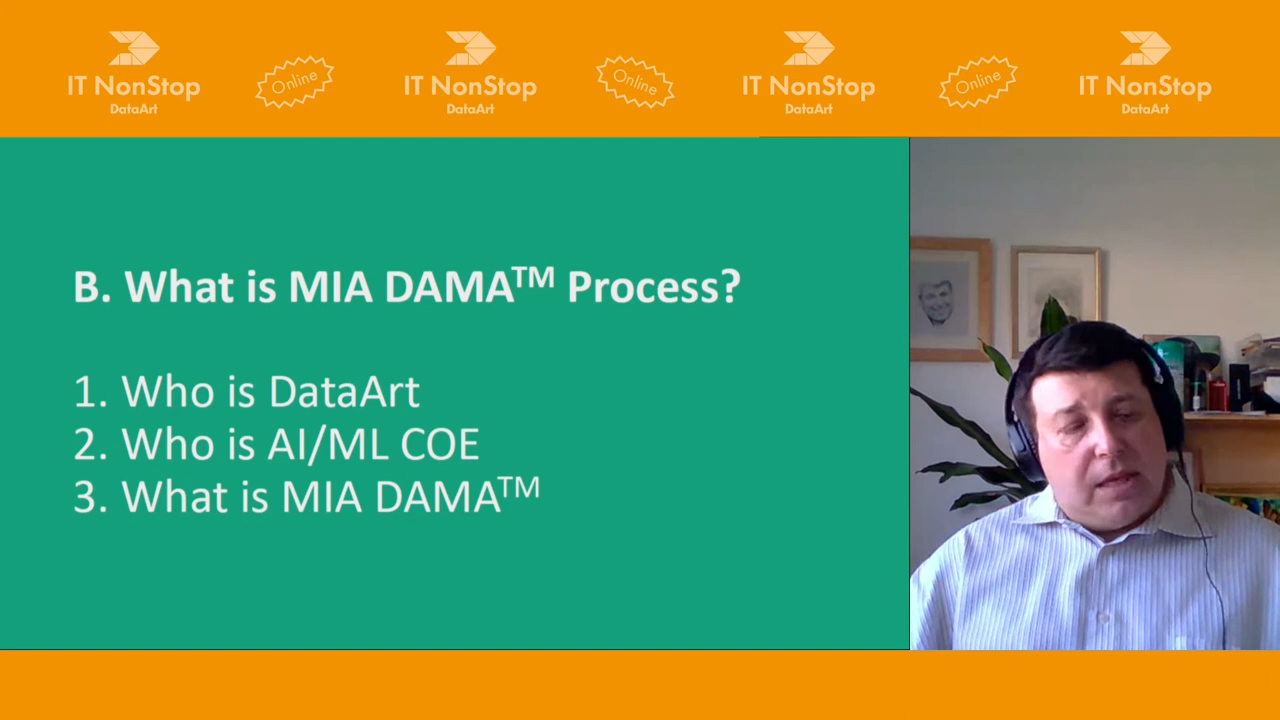 IT NonStop
DataArt
Online
IT NonStop
DataArt
Online
IT NonStop
DataArt
Online
IT NonStop
DataArt
B. What is MIA DAMA™ Process?
1. Who is DataArt
2. Who is AI/ML COE
3. What is MIA DAMA™